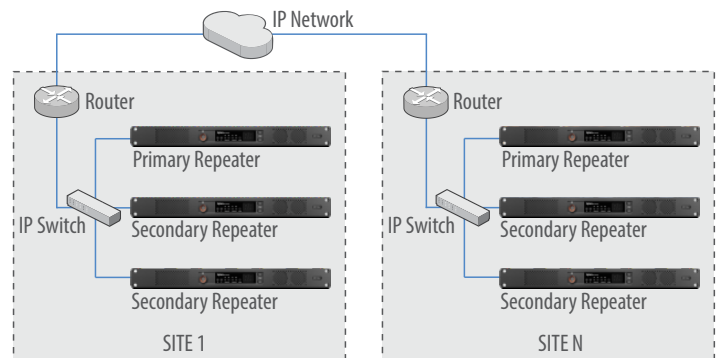 IP Network
Router
Primary Repeater
IP Switch
Secondary Repeater
Secondary Repeater
SITE 1
Router
Primary Repeater
IP Switch
Secondary Repeater
Secondary Repeater
SITE N